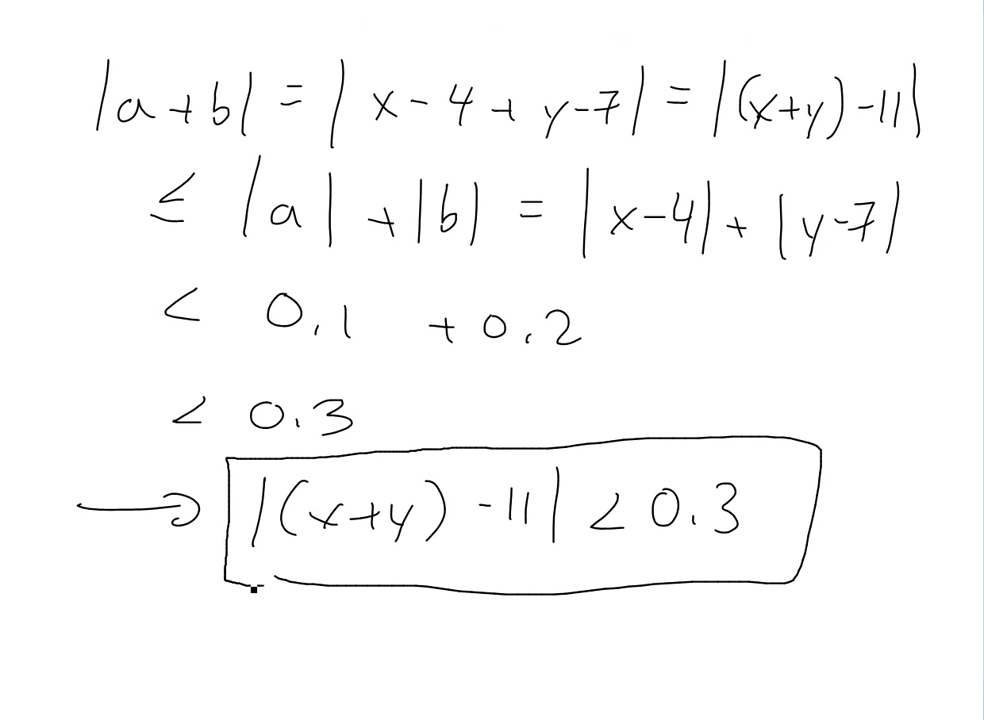 |a+b| = |x-4+y-7| = |(x+y)-11|
≤ |a| + |b| = |x-4| + |y-7|
< 0.1 + 0.2
< 0.3
→ |(x+y) -11| < 0.3